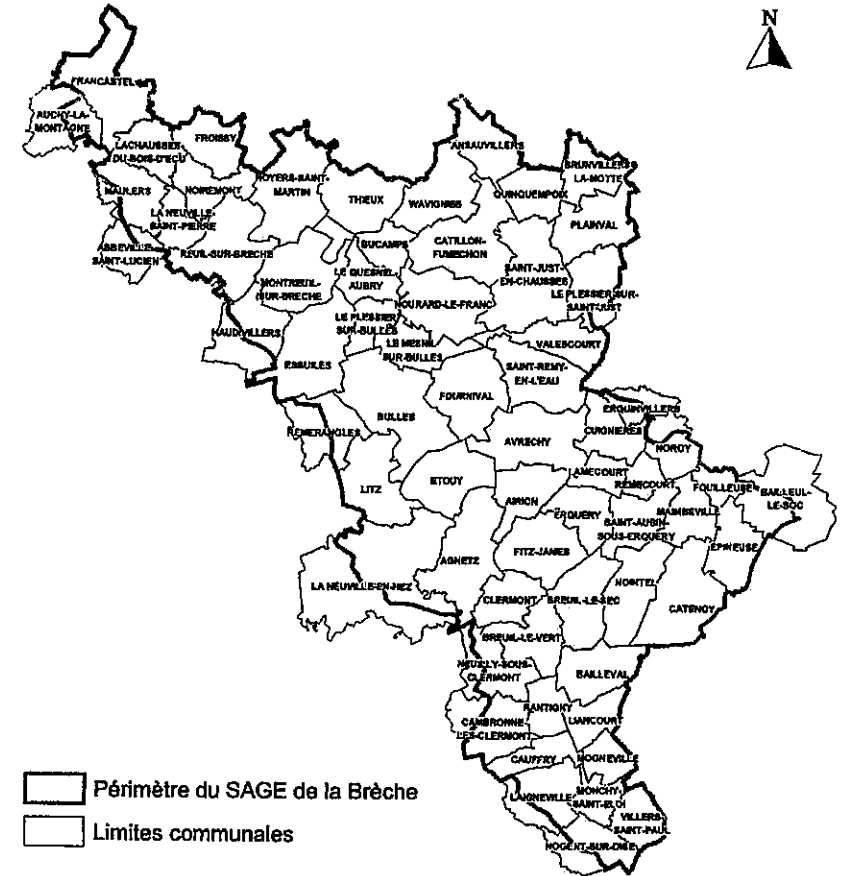 N
FRANCASTEL
AUCHY-LA-
MONTAGNE
LACHAUSSEE
DU-BOIS-D'ECU
FROISSY
MAULERS
NOIREMONT
NOYERS-SAINT-
MARTIN
THIEUX
WAVIGNIES
ANSAUVILLERS
QUINQUEMPOIX
BRUNVILLERS
LA-MOTTE
PLAINVAL
LA NEUVILLE-
SAINT-PIERRE
ABBEVILLE-
SAINT-LUCIEN
REUIL-SUR-BRECHE
BUCAMPS
CATILLON-
FUMECHON
SAINT-JUST-
EN-CHAUSSEE
LE PLESSIER-SUR-
SAINT-JUST
MONTREUIL-
SUR-BRECHE
LE QUESNEL-
AUBRY
NOURARD-LE-FRANC
HAUDIVILLERS
LE PLESSIER
SUR-BULLES
LE MESNIL
SUR-BULLES
VALESCOURT
ESSUILES
SAINT-REMY-
EN-L'EAU
FOURNIVAL
BULLES
ERQUINVILLERS
CUIGNIERES
REMERANGLES
AVRECHY
NOROY
LITZ
ETOUY
LAMECOURT
REMECOURT
FOUILLEUSE
BAILLEUL-
LE-SOC
AIRION
ERQUERY
SAINT-AUBIN-
SOUS-ERQUERY
MAIMBEVILLE
EPINEUSE
AGNETZ
FITZ-JAMES
LA NEUVILLE-EN-HEZ
CLERMONT
BREUIL-LE-SEC
NOINTEL
CATENOY
BREUIL-LE-VERT
NEUILLY-SOUS-
CLERMONT
BAILLEVAL
RANTIGNY
CAMBRONNE
LES-CLERMONT
LIANCOURT
CAUFFRY
MOGNEVILLE
LAIGNEVILLE
MONCHY-
SAINT-ELOI
VILLERS
SAINT-PAUL
NOGENT-SUR-OISE
Périmètre du SAGE de la Brèche
Limites communales